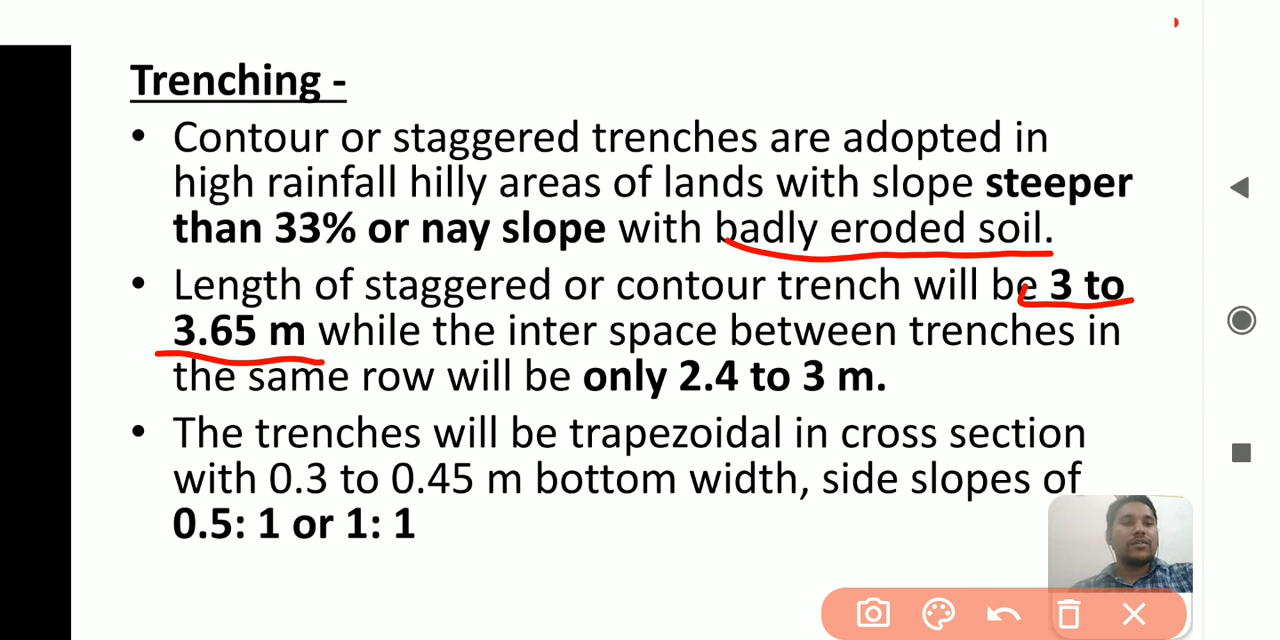 Trenching -
• Contour or staggered trenches are adopted in
high rainfall hilly areas of lands with slope steeper
than 33% or nay slope with badly eroded soil.
• Length of staggered or contour trench will be 3 to
3.65 m while the inter space between trenches in
the same row will be only 2.4 to 3 m.
• The trenches will be trapezoidal in cross section
with 0.3 to 0.45 m bottom width, side slopes of
0.5: 1 or 1: 1